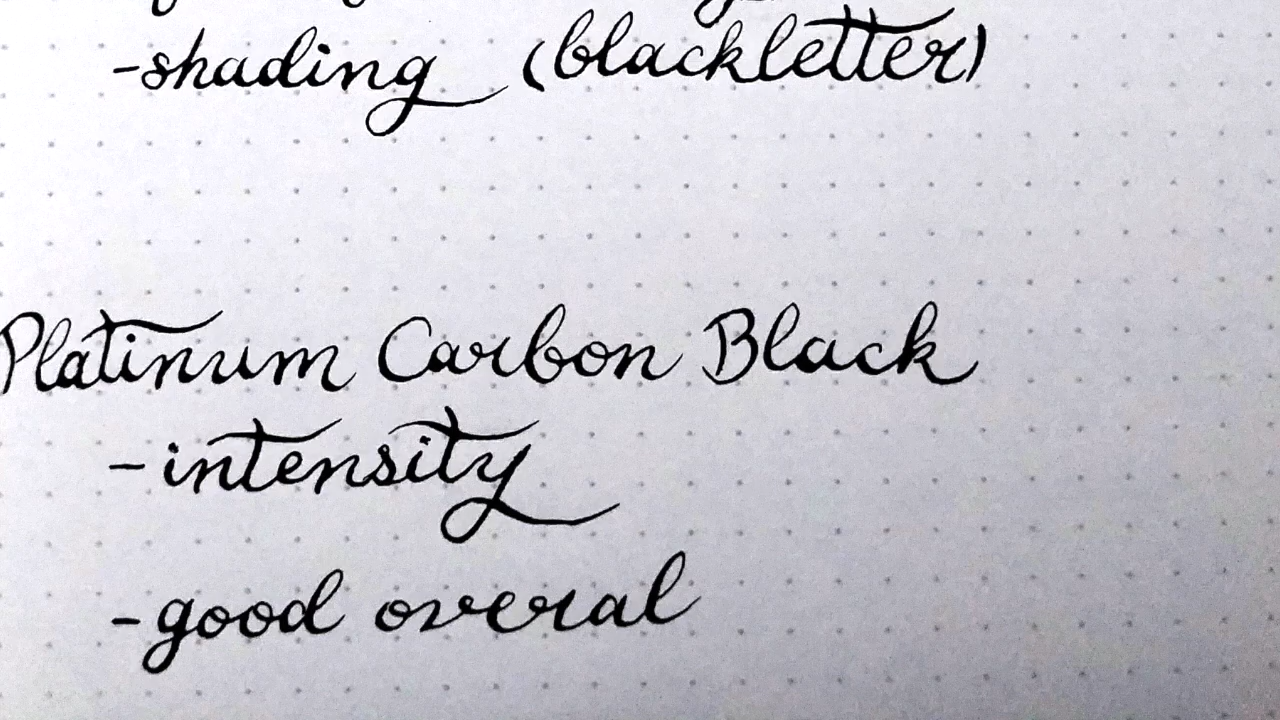 -shading (blackletter)
Platinum Carbon Black
-intensity
-good overal